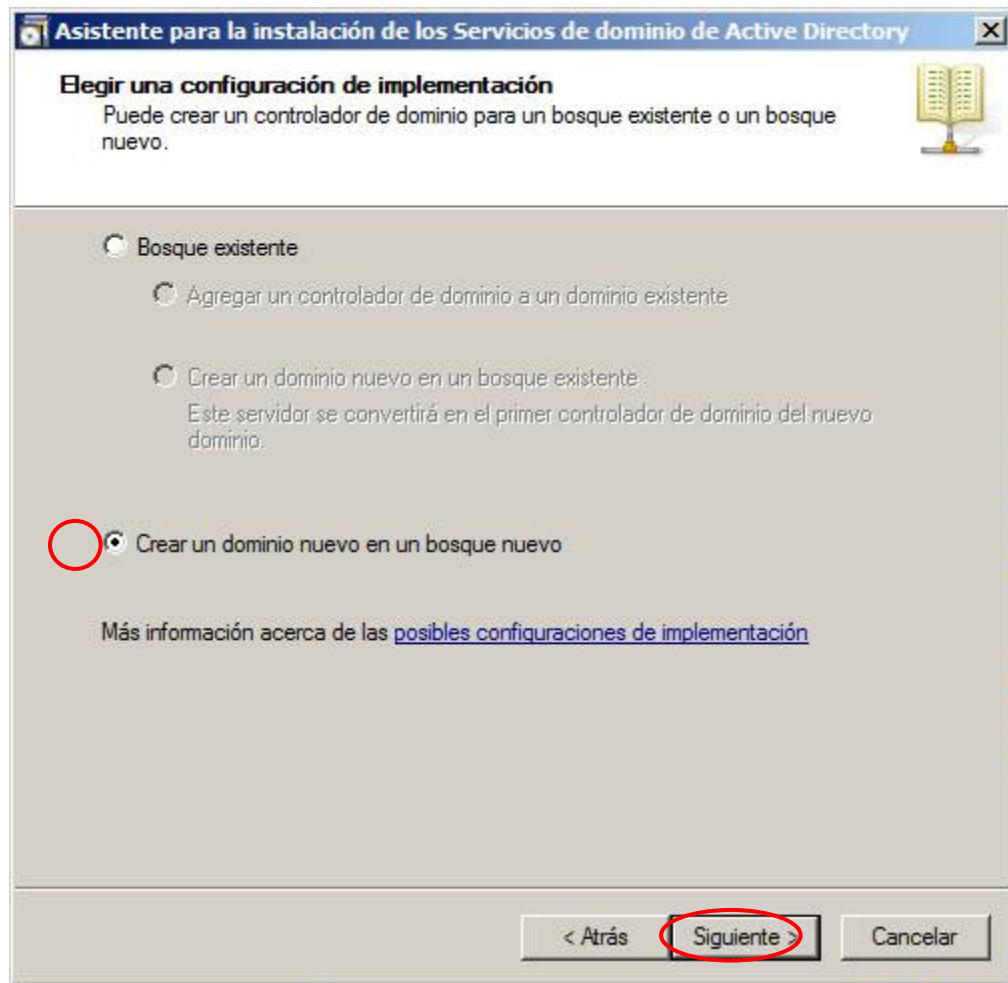 Asistente para la instalación de los Servicios de dominio de Active Directory
Elegir una configuración de implementación
Puede crear un controlador de dominio para un bosque existente o un bosque
nuevo.
Bosque existente
Agregar un controlador de dominio a un dominio existente
Crear un dominio nuevo en un bosque existente
Este servidor se convertirá en el primer controlador de dominio del nuevo
dominio.
Crear un dominio nuevo en un bosque nuevo
Más información acerca de las posibles configuraciones de implementación
< Atrás Siguiente > Cancelar